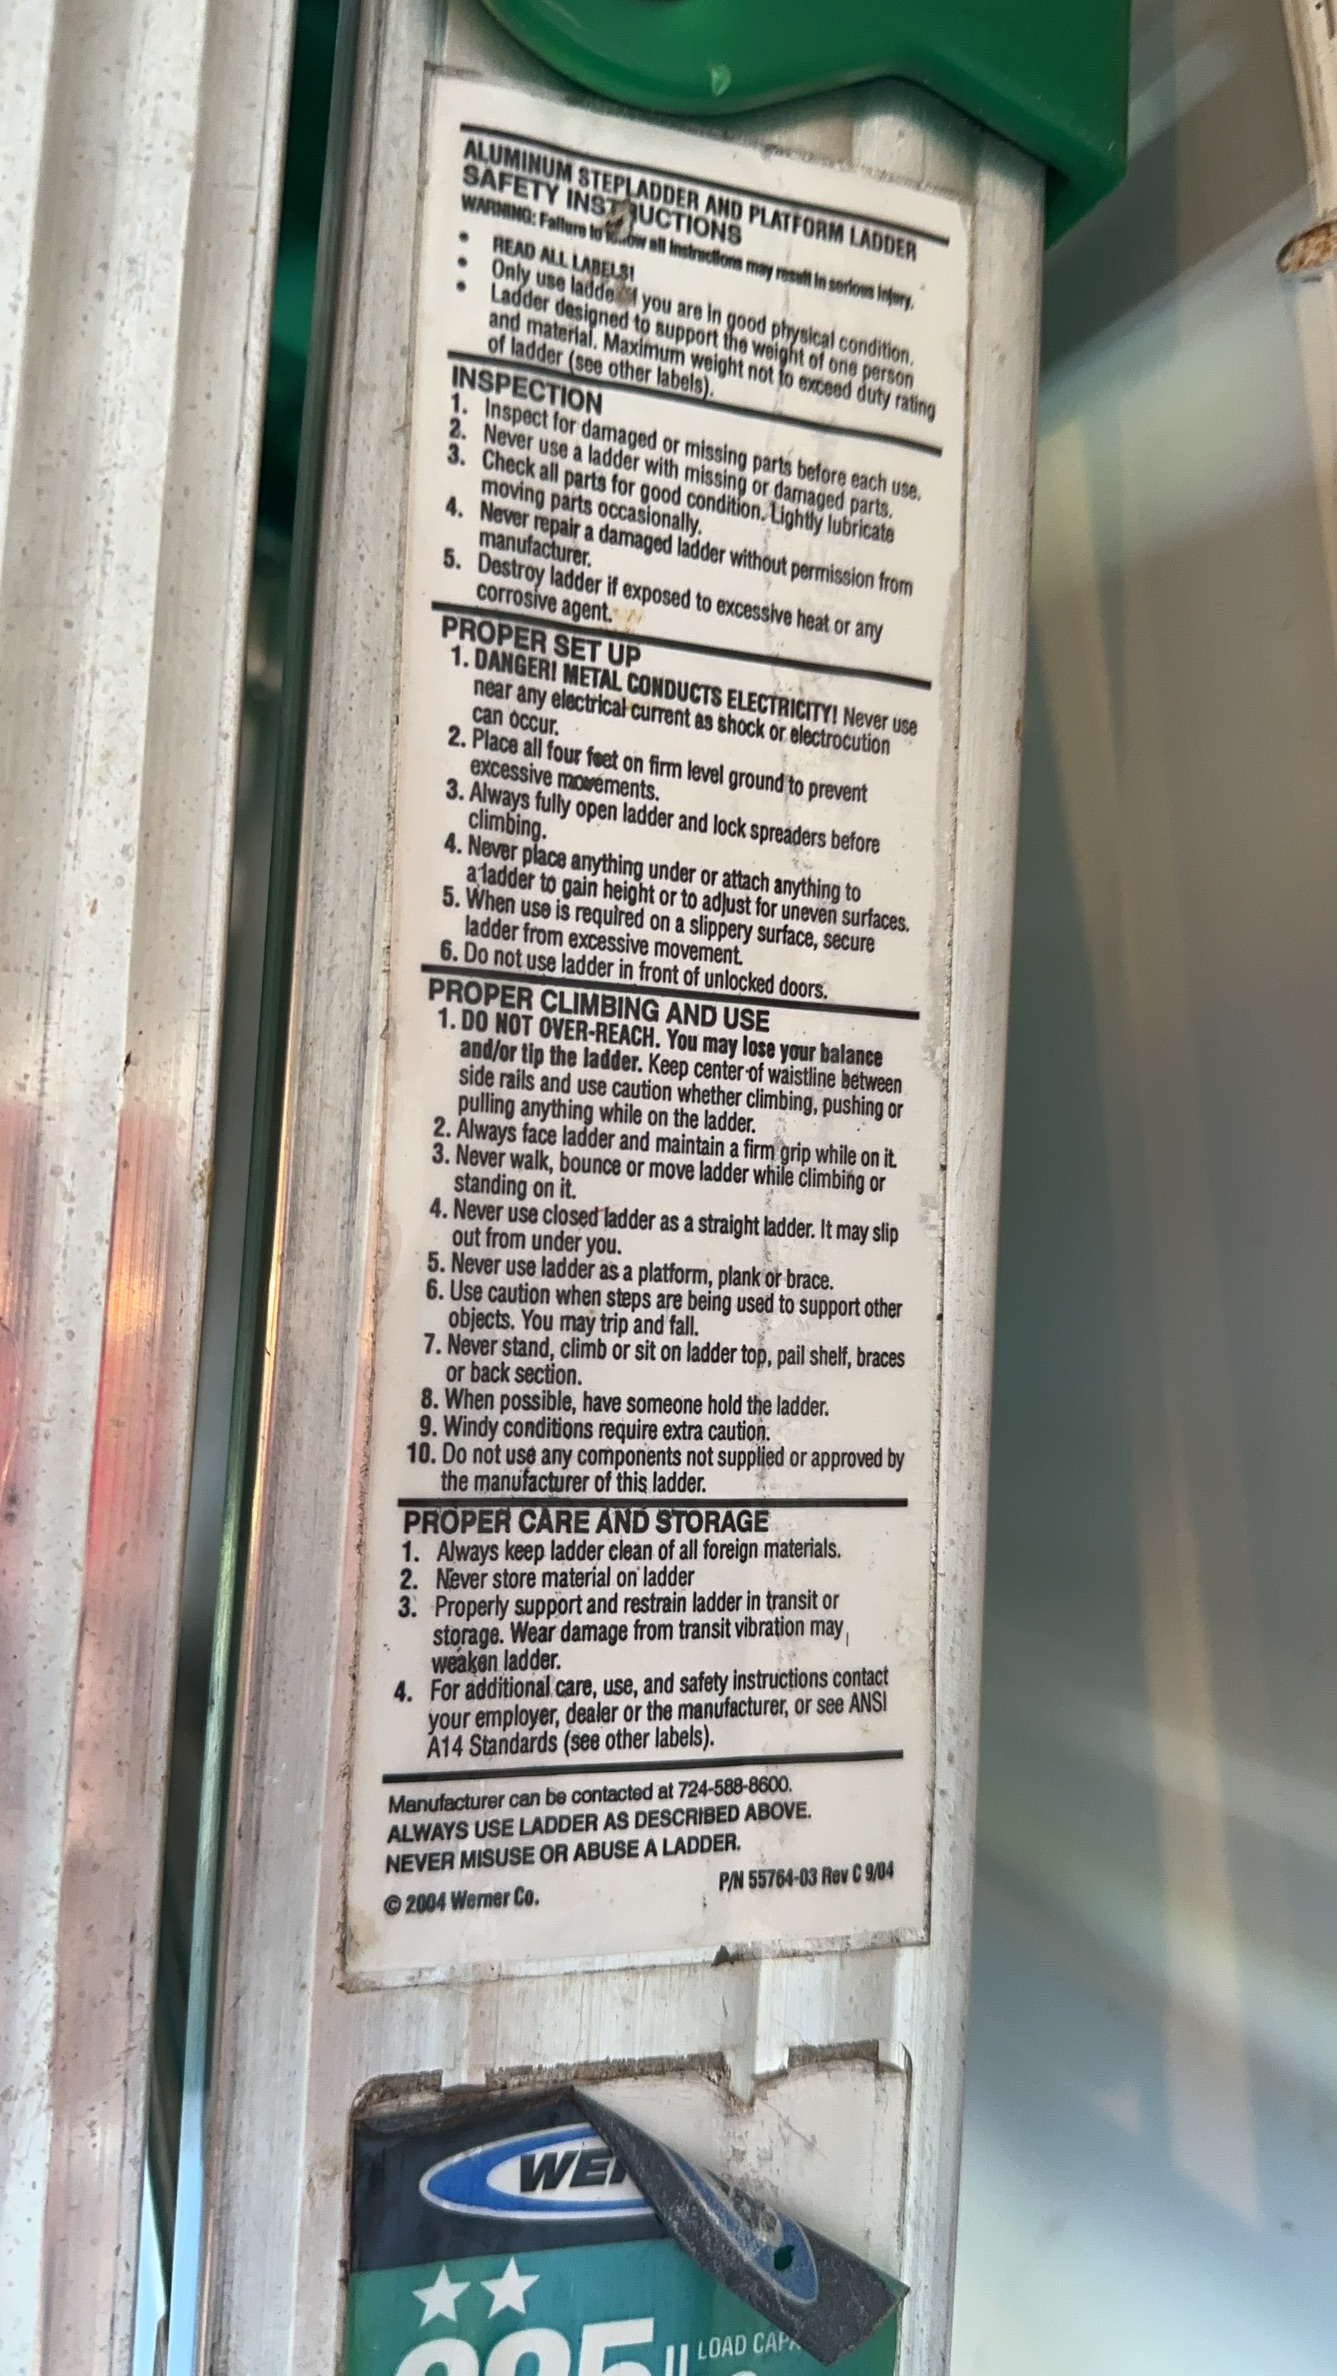 ALUMINUM STEPLADDER AND PLATFORM LADDER
SAFETY INSTRUCTIONS
WARNING: Failure to follow all instructions may result in serious injury.
• READ ALL LABELS!
• Only use ladder if you are in good physical condition.
• Ladder designed to support the weight of one person
and material. Maximum weight not to exceed duty rating
of ladder (see other labels).
INSPECTION
1. Inspect for damaged or missing parts before each use.
2. Never use a ladder with missing or damaged parts.
3. Check all parts for good condition. Lightly lubricate
moving parts occasionally.
4. Never repair a damaged ladder without permission from
manufacturer.
5. Destroy ladder if exposed to excessive heat or any
corrosive agent.
PROPER SET UP
1. DANGER! METAL CONDUCTS ELECTRICITY! Never use
near any electrical current as shock or electrocution
can occur.
2. Place all four feet on firm level ground to prevent
excessive movements.
3. Always fully open ladder and lock spreaders before
climbing.
4. Never place anything under or attach anything to
a ladder to gain height or to adjust for uneven surfaces.
5. When use is required on a slippery surface, secure
ladder from excessive movement.
6. Do not use ladder in front of unlocked doors.
PROPER CLIMBING AND USE
1. DO NOT OVER-REACH. You may lose your balance
and/or tip the ladder. Keep center of waistline between
side rails and use caution whether climbing, pushing or
pulling anything while on the ladder.
2. Always face ladder and maintain a firm grip while on it.
3. Never walk, bounce or move ladder while climbing or
standing on it.
4. Never use closed ladder as a straight ladder. It may slip
out from under you.
5. Never use ladder as a platform, plank or brace.
6. Use caution when steps are being used to support other
objects. You may trip and fall.
7. Never stand, climb or sit on ladder top, pail shelf, braces
or back section.
8. When possible, have someone hold the ladder.
9. Windy conditions require extra caution.
10. Do not use any components not supplied or approved by
the manufacturer of this ladder.
PROPER CARE AND STORAGE
1. Always keep ladder clean of all foreign materials.
2. Never store material on ladder
3. Properly support and restrain ladder in transit or
storage. Wear damage from transit vibration may
weaken ladder.
4. For additional care, use, and safety instructions contact
your employer, dealer or the manufacturer, or see ANSI
A14 Standards (see other labels).
Manufacturer can be contacted at 724-588-8600.
ALWAYS USE LADDER AS DESCRIBED ABOVE.
NEVER MISUSE OR ABUSE A LADDER.
P/N 55764-03 Rev C 9/04
© 2004 Werner Co.
WE
225
LOAD